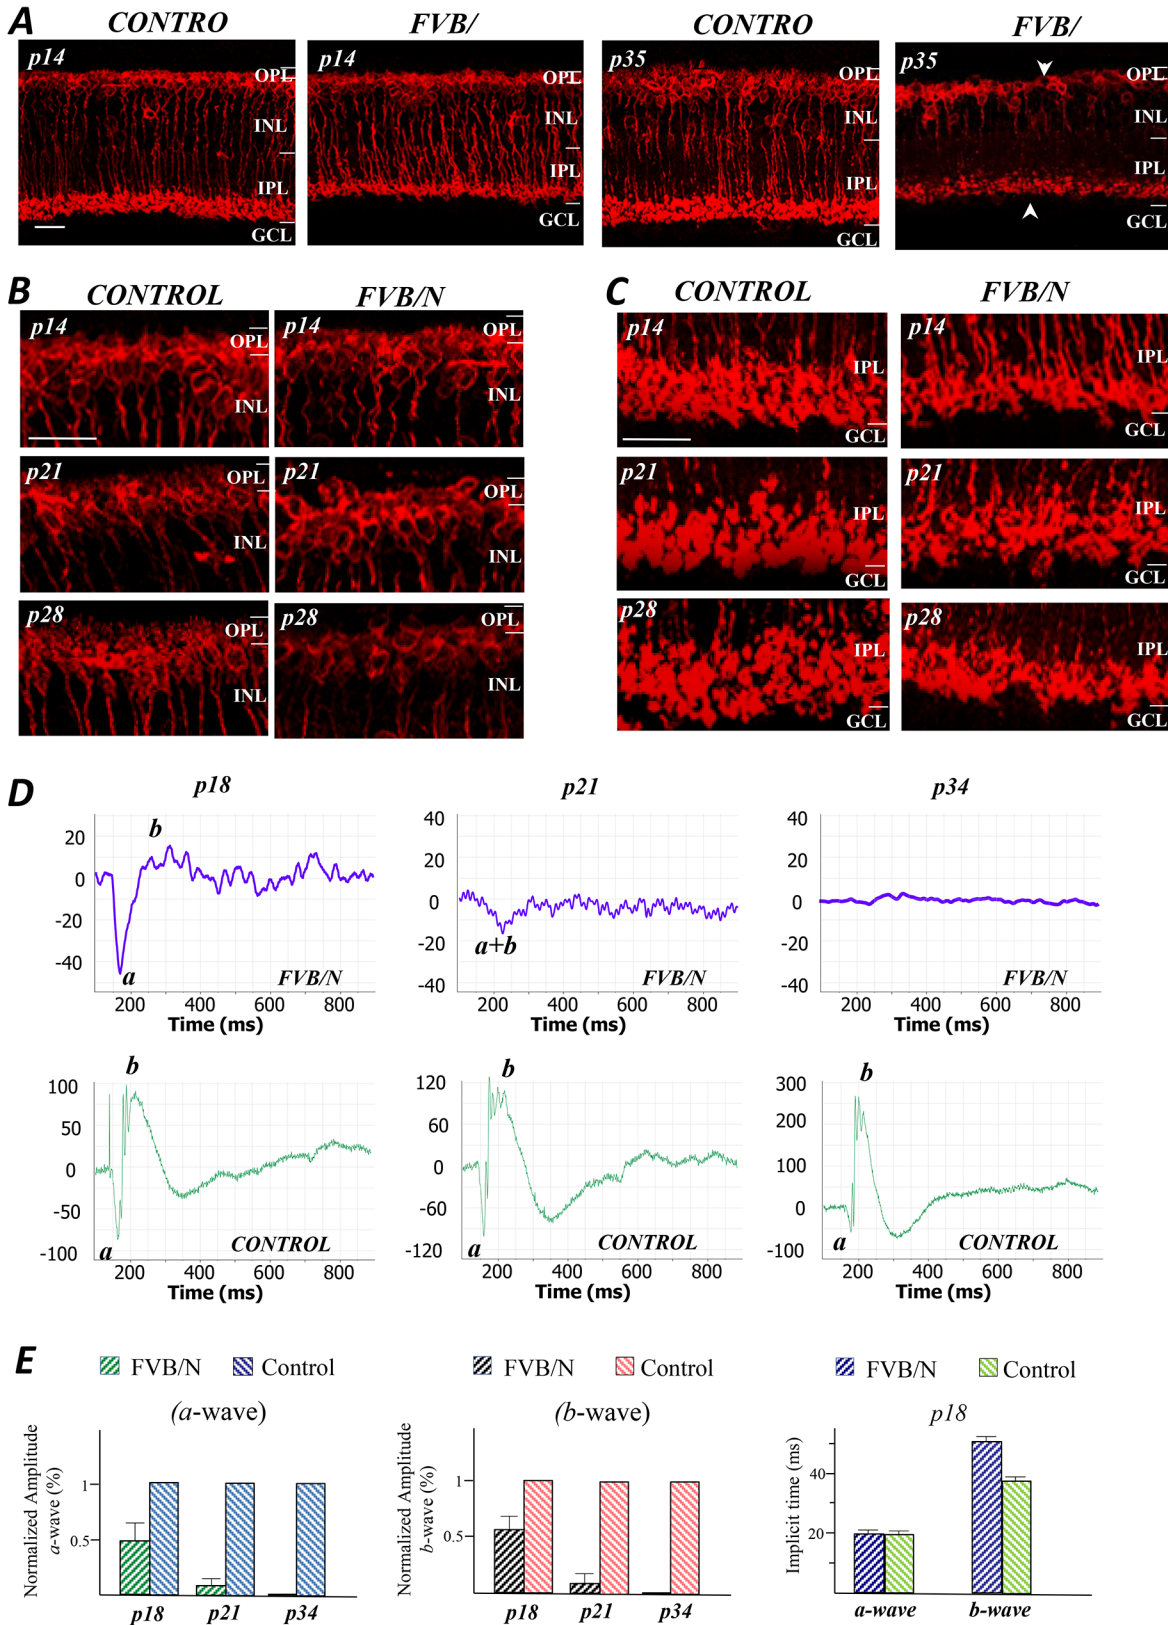 A
CONTRO
FVB/
CONTRO
FVB/
p14
OPL
INL
IPL
GCL
p14
OPL
INL
IPL
GCL
p35
OPL
INL
IPL
GCL
p35
OPL
INL
IPL
GCL
B
CONTROL
FVB/N
p14
OPL
INL
p14
OPL
INL
p21
OPL
INL
p21
OPL
INL
p28
OPL
INL
p28
OPL
INL
C
CONTROL
FVB/N
p14
IPL
GCL
p14
IPL
GCL
p21
IPL
GCL
p21
IPL
GCL
p28
IPL
GCL
p28
IPL
GCL
D
p18
20
0
-20
-40
b
a
FVB/N
200 400 600 800
Time (ms)
p21
40
20
0
-20
-40
a+b
FVB/N
200 400 600 800
Time (ms)
p34
40
20
0
-20
-40
FVB/N
200 400 600 800
Time (ms)
100
50
0
-50
-100
b
a
CONTROL
200 400 600 800
Time (ms)
120
60
0
-60
-120
b
a
CONTROL
200 400 600 800
Time (ms)
300
200
100
0
-100
b
a
CONTROL
200 400 600 800
Time (ms)
E
FVB/N Control
(a-wave)
Normalized Amplitude
a-wave (%)
1
0.5
p18 p21 p34
FVB/N Control
(b-wave)
Normalized Amplitude
b-wave (%)
1
0.5
p18 p21 p34
FVB/N Control
p18
Implicit time (ms)
40
20
a-wave b-wave